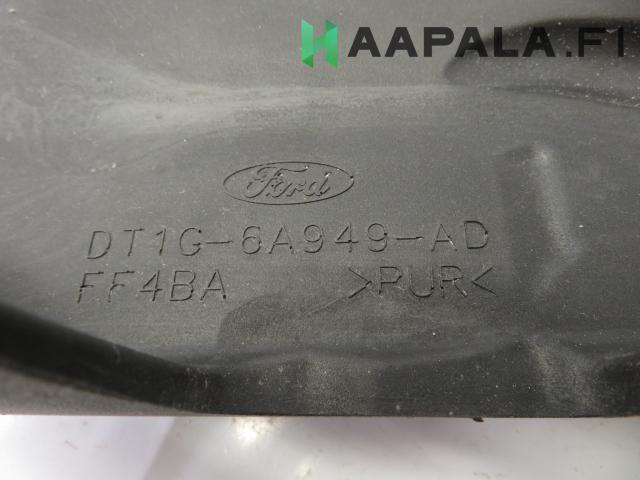 HAAPALA.FI
Ford
DT1G-6A949-AD
FF4BA >PUR<